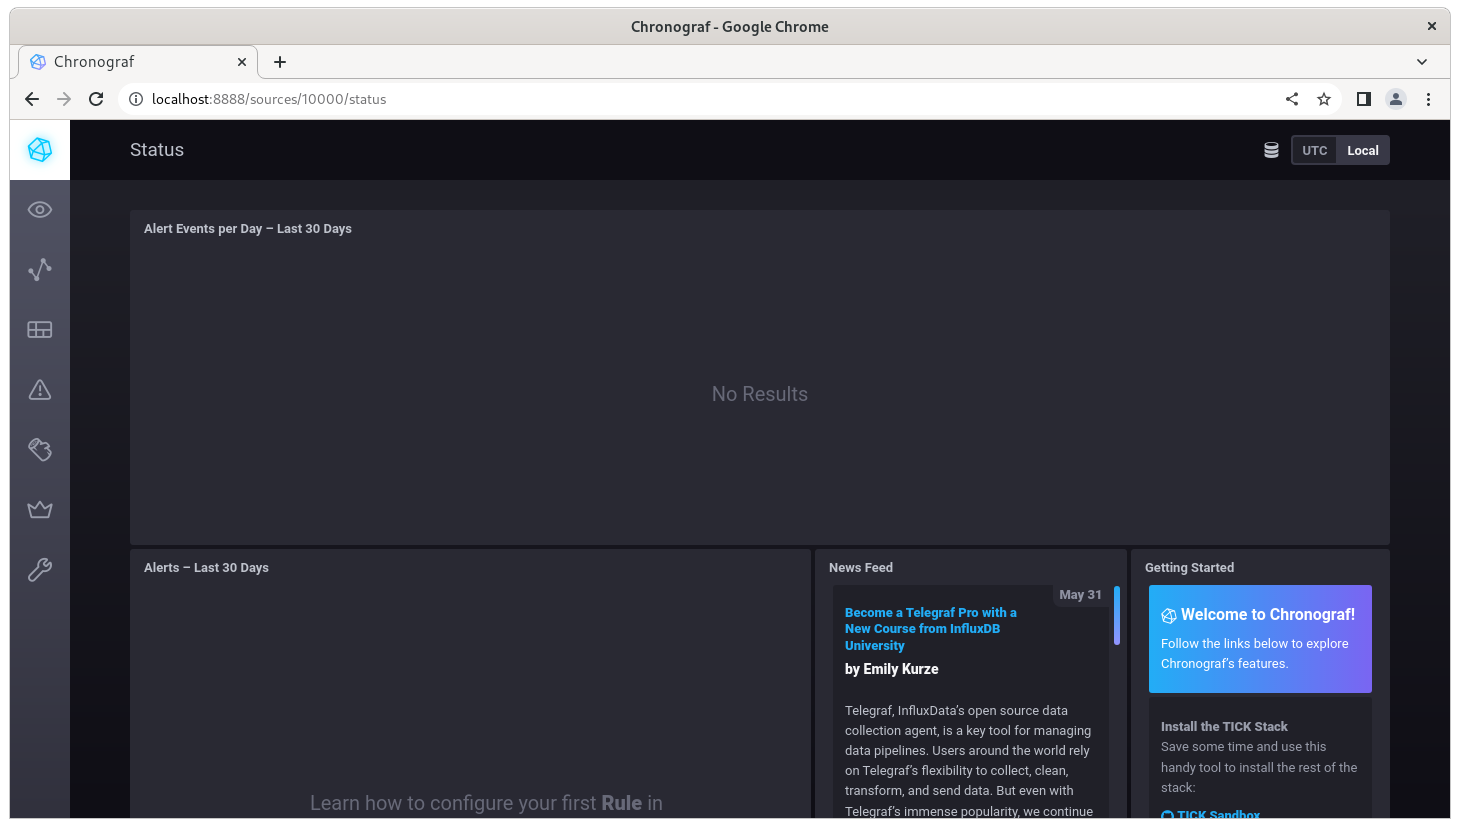 Chronograf - Google Chrome
Chronograf
localhost:8888/sources/10000/status
Status
UTC
Local
Alert Events per Day – Last 30 Days
No Results
Alerts – Last 30 Days
Learn how to configure your first Rule in
News Feed
May 31
Become a Telegraf Pro with a
New Course from InfluxDB
University
by Emily Kurze
Telegraf, InfluxData’s open source data
collection agent, is a key tool for managing
data pipelines. Users around the world rely
on Telegraf’s flexibility to collect, clean,
transform, and send data. But even with
Telegraf’s immense popularity, we continue
Getting Started
Welcome to Chronograf!
Follow the links below to explore
Chronograf’s features.
Install the TICK Stack
Save some time and use this
handy tool to install the rest of the
stack:
TICK Sandbox